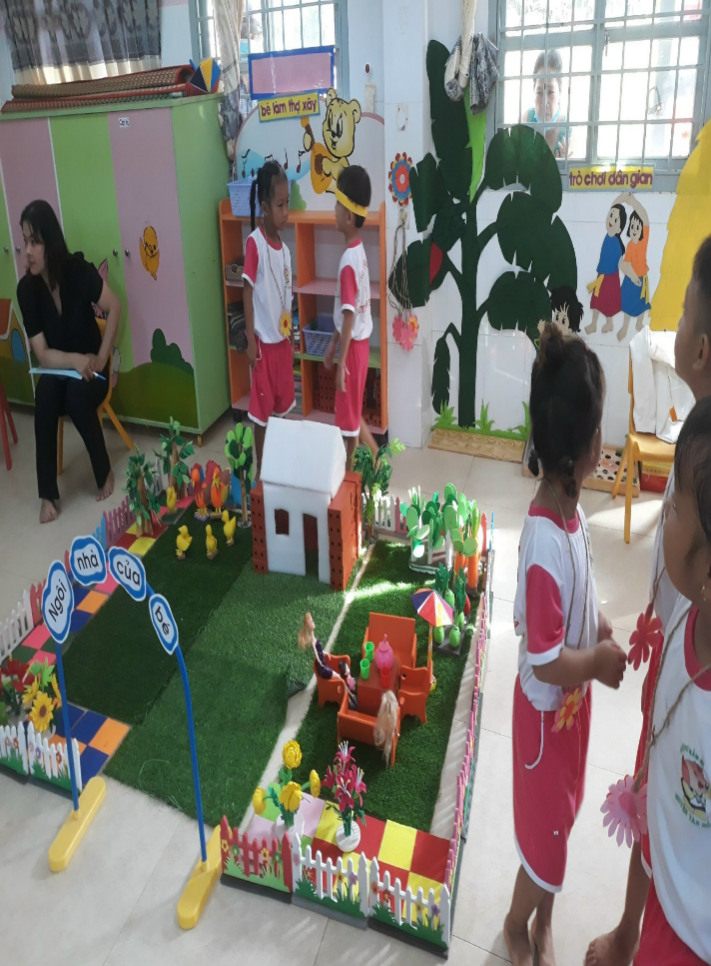 bé làm thợ xây
trò chơi dân gian
Ngôi nhà của bé